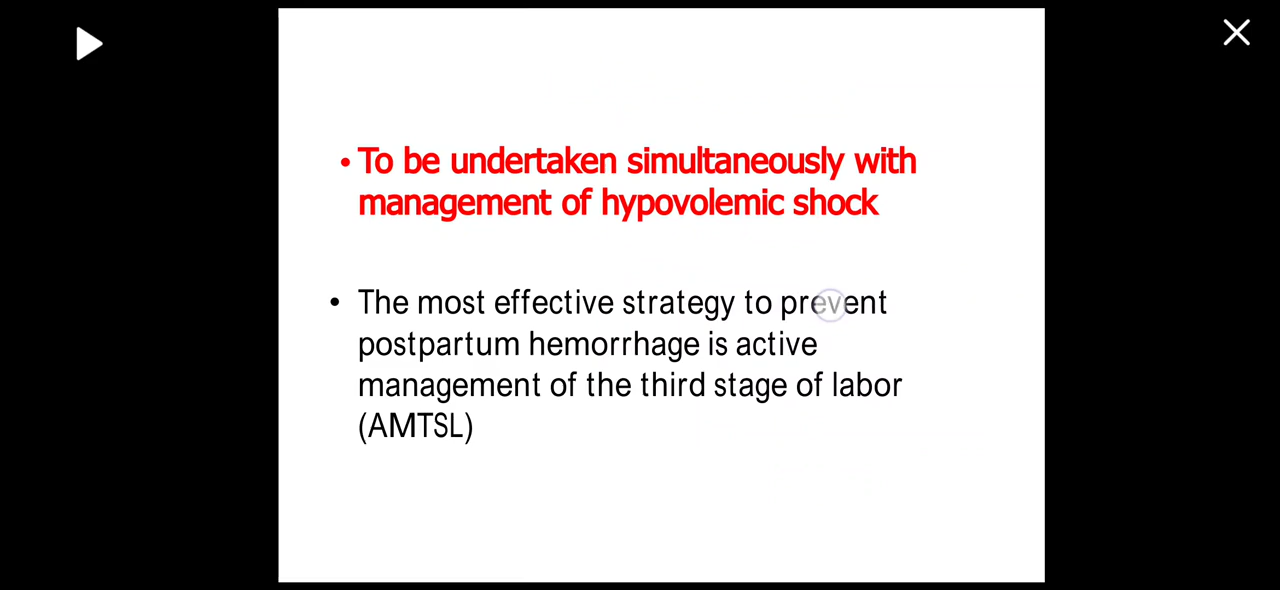 • To be undertaken simultaneously with
management of hypovolemic shock
• The most effective strategy to prevent
postpartum hemorrhage is active
management of the third stage of labor
(AMTSL)